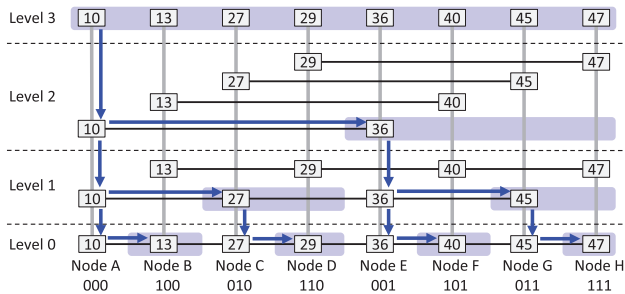 Level 3 10 13 27 29 36 40 45 47
29 47
Level 2 27 45
13 40
10 36
13 29 40 47
Level 1 10 27 36 45
Level 0 10 13 27 29 36 40 45 47
Node A Node B Node C Node D Node E Node F Node G Node H
000 100 010 110 001 101 011 111